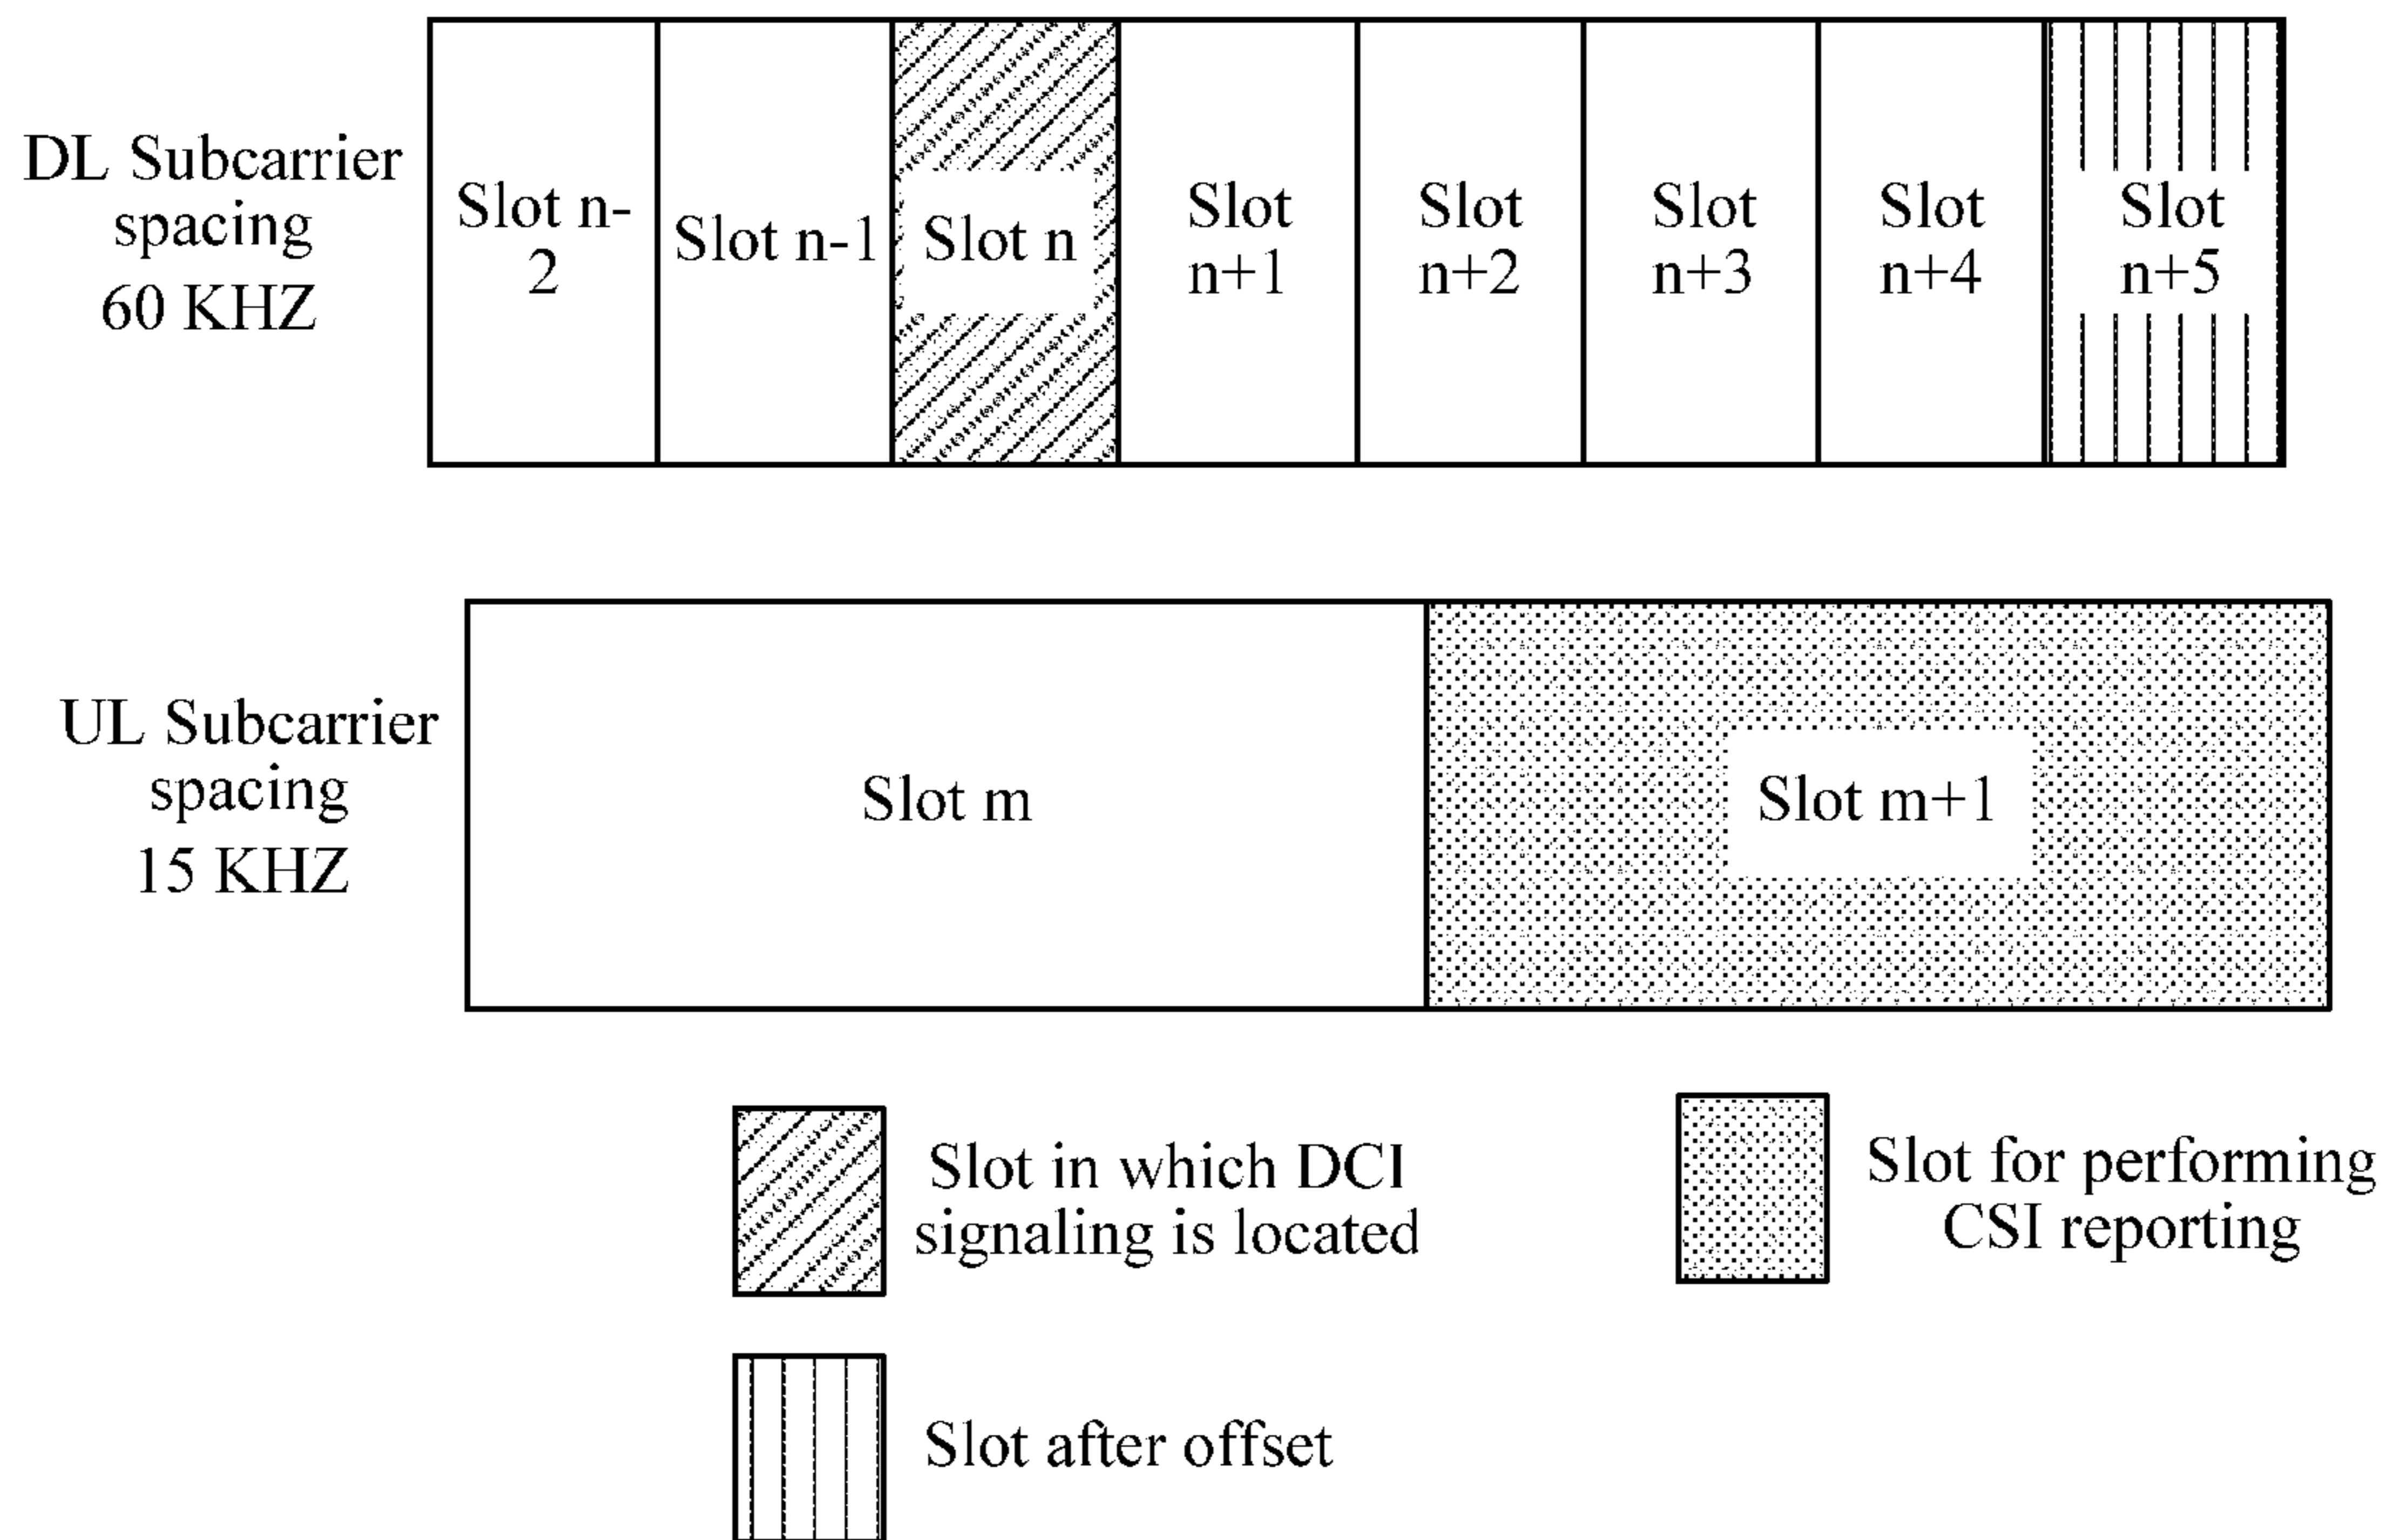 DL Subcarrier
spacing
60 KHZ
Slot n-
2
Slot n-1
Slot n
Slot
n+1
Slot
n+2
Slot
n+3
Slot
n+4
Slot
n+5
UL Subcarrier
spacing
15 KHZ
Slot m
Slot m+1
Slot in which DCI
signaling is located
Slot for performing
CSI reporting
Slot after offset